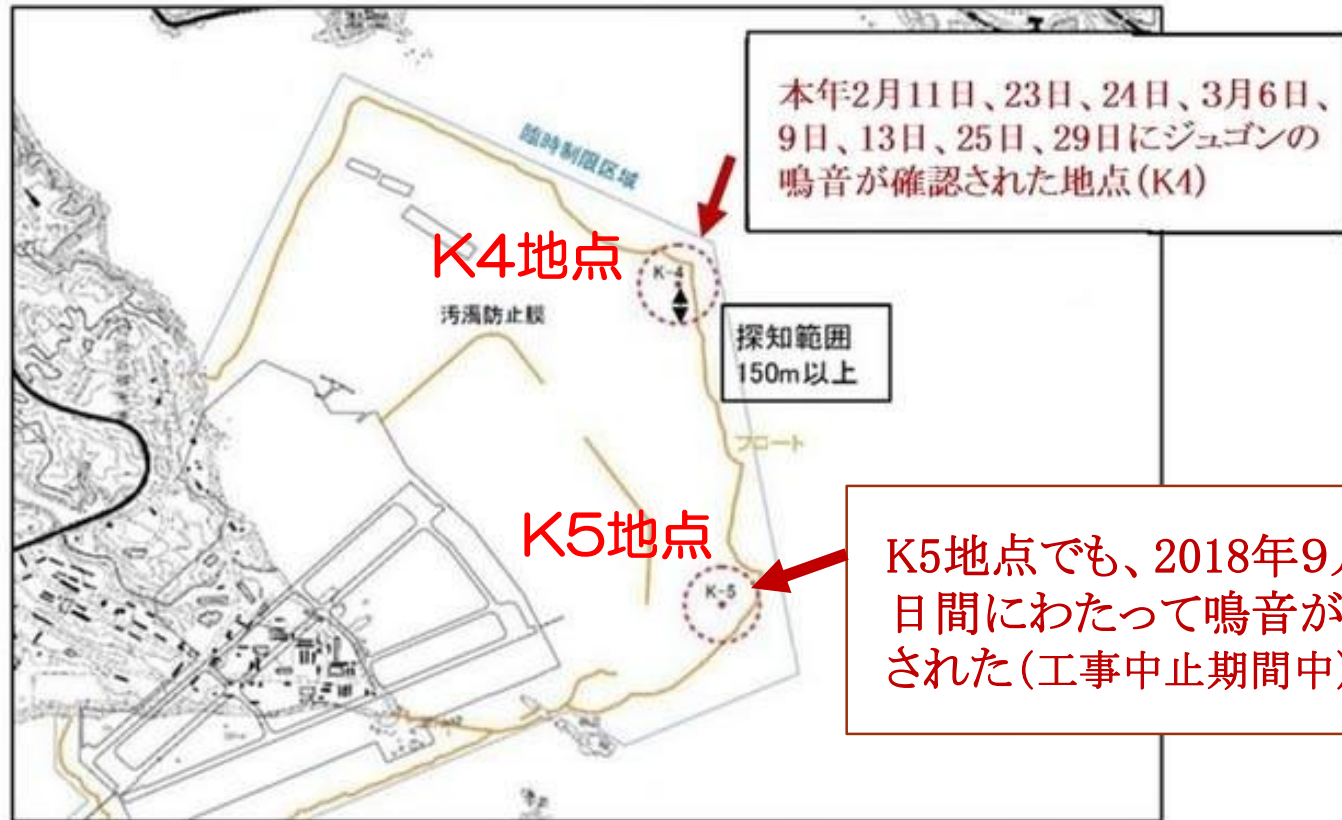 本年2月11日、23日、24日、3月6日、
9日、13日、25日、29日にジュゴンの
鳴音が確認された地点(K4)
臨時制限区域
K4地点
K-4
汚濁防止膜
探知範囲
150m以上
フロート
K5地点
K-5
K5地点でも、2018年9
日間にわたって鳴音が
された(工事中止期間中)